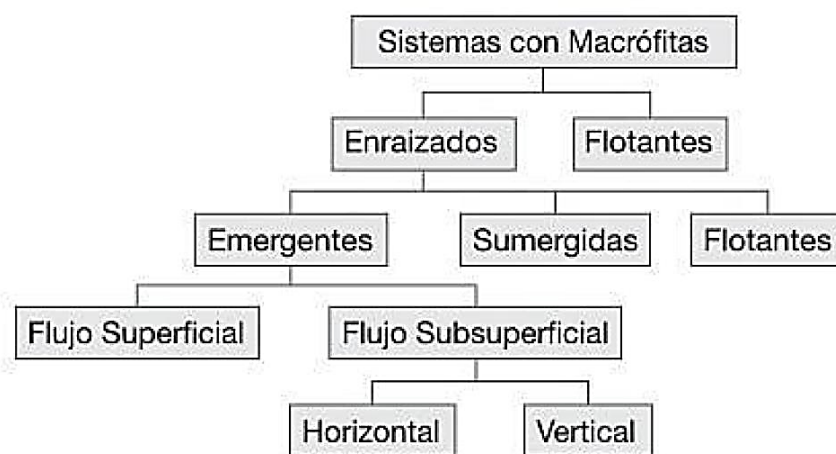 Sistemas con Macrófitas
Enraizados
Flotantes
Emergentes
Sumergidas
Flotantes
Flujo Superficial
Flujo Subsuperficial
Horizontal
Vertical